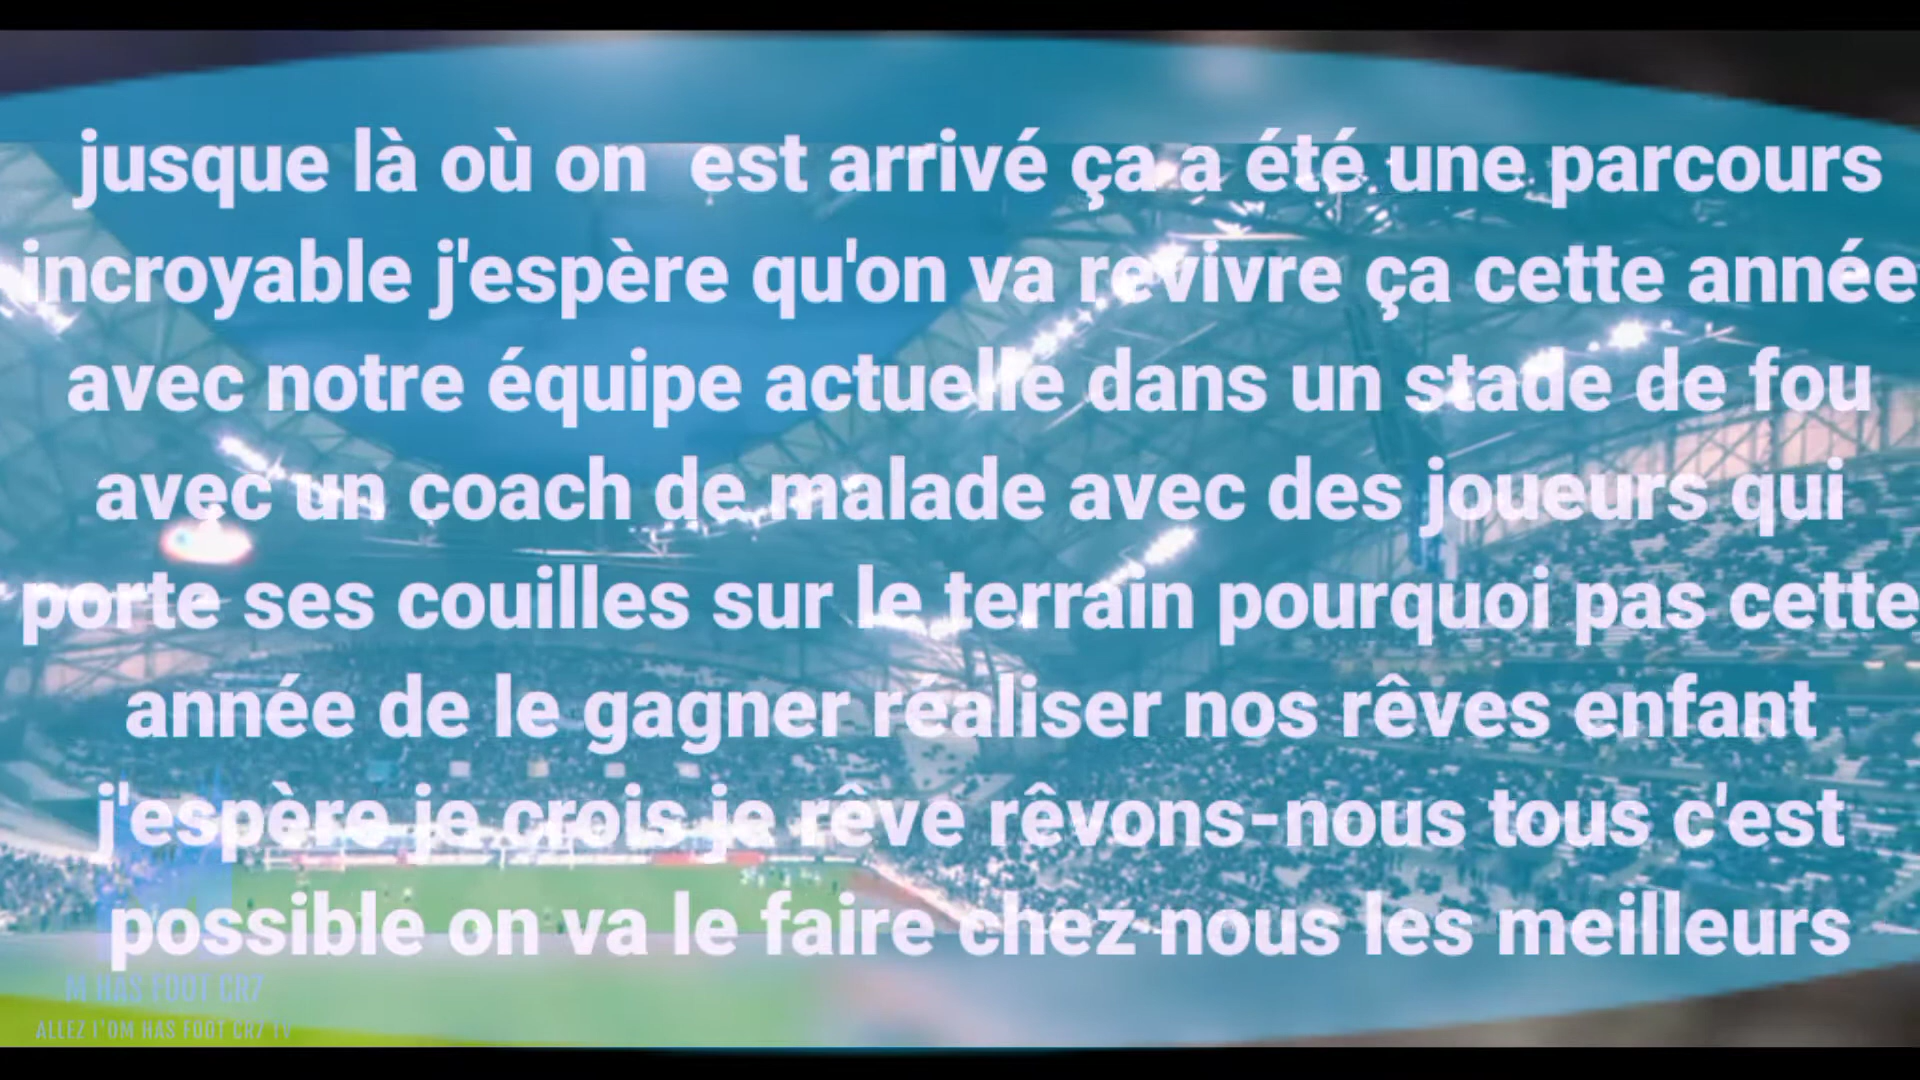 jusque là où on est arrivé ça a été une parcours
incroyable j'espère qu'on va revivre ça cette année
avec notre équipe actuelle dans un stade de fou
avec un coach de malade avec des joueurs qui
porte ses couilles sur le terrain pourquoi pas cette
année de le gagner réaliser nos rêves enfant
j'espère je crois je rêve rêvons-nous tous c'est
possible on va le faire chez nous les meilleurs
M HAS FOOT CR7
ALLEZ l'OM HAS FOOT CR7 TV